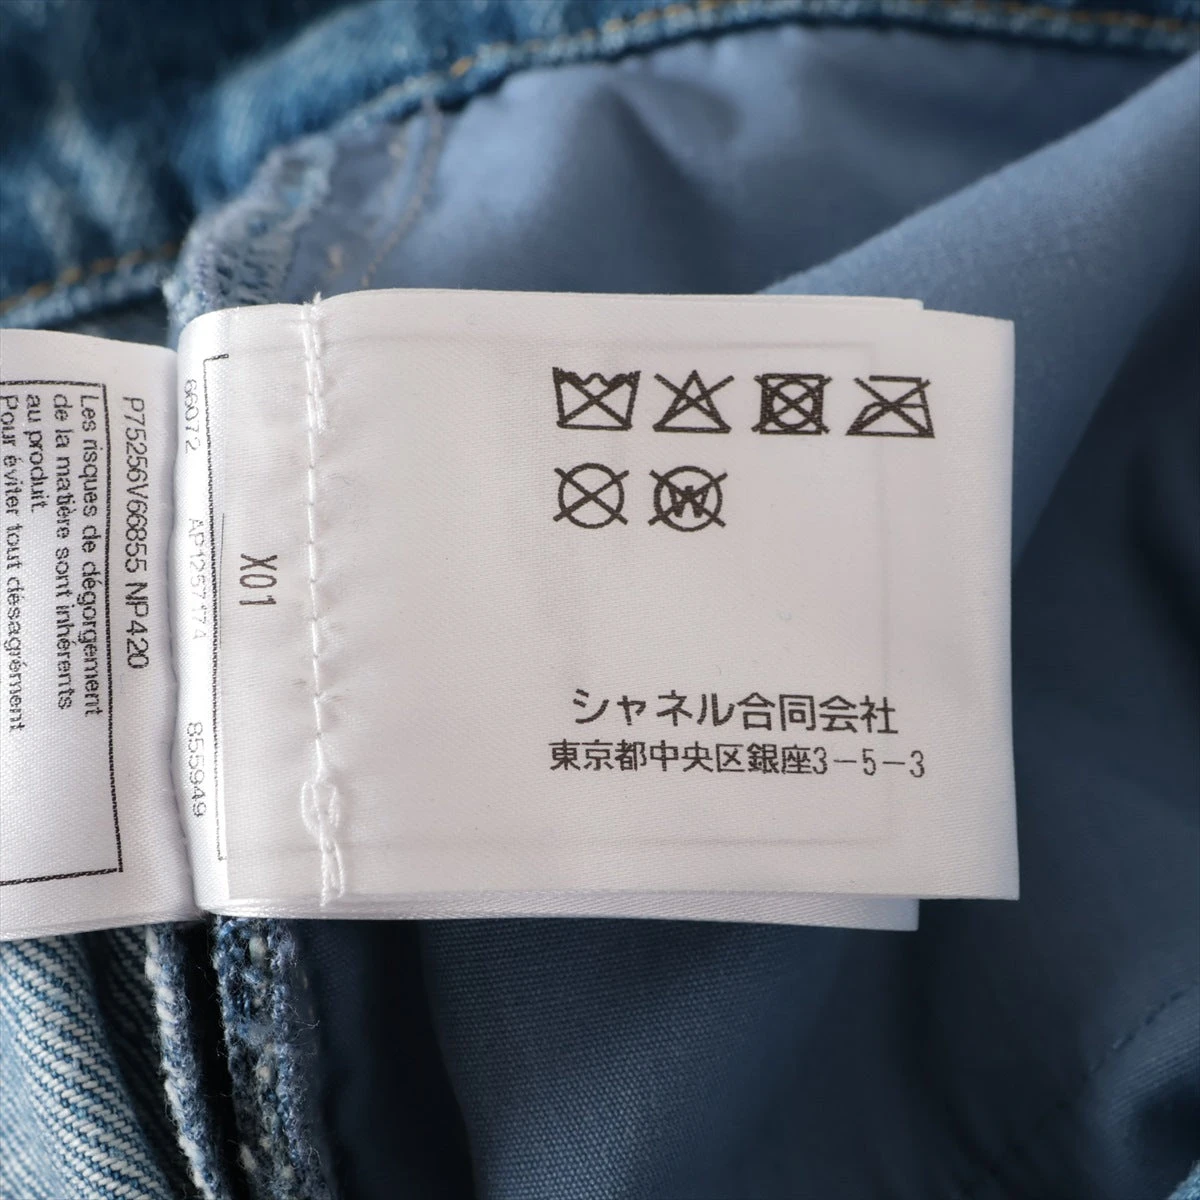 シャネル合同会社
東京都中央区銀座3-5-3
X01
66072 AP1257174 855949
P75256V66855 NP420
Les risques de dégorgement
de la matière sont inhérents
au produit.
Pour éviter tout désagrément
W